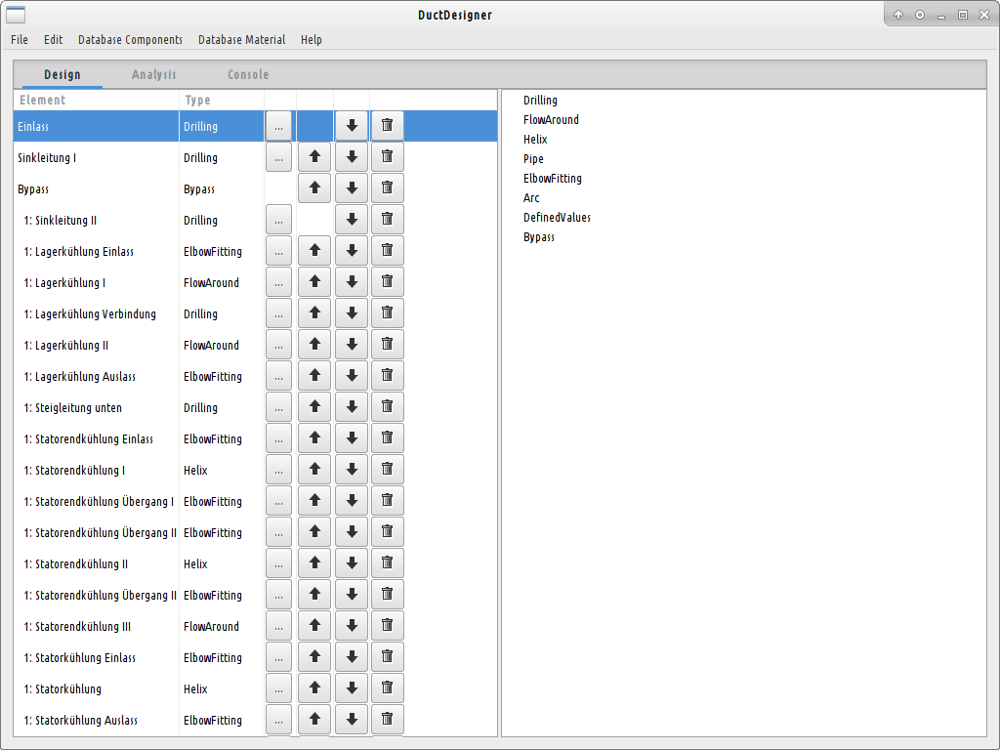 DuctDesigner
File Edit Database Components Database Material Help
Design Analysis Console
Element Type
Einlass Drilling ...
Sinkleitung I Drilling ...
Bypass Bypass
1: Sinkleitung II Drilling ...
1: Lagerkühlung Einlass ElbowFitting ...
1: Lagerkühlung I FlowAround ...
1: Lagerkühlung Verbindung Drilling ...
1: Lagerkühlung II FlowAround ...
1: Lagerkühlung Auslass ElbowFitting ...
1: Steigleitung unten Drilling ...
1: Statorendkühlung Einlass ElbowFitting ...
1: Statorendkühlung I Helix ...
1: Statorendkühlung Übergang I ElbowFitting ...
1: Statorendkühlung Übergang II ElbowFitting ...
1: Statorendkühlung II Helix ...
1: Statorendkühlung Übergang II ElbowFitting ...
1: Statorendkühlung III FlowAround ...
1: Statorkühlung Einlass ElbowFitting ...
1: Statorkühlung Helix ...
1: Statorkühlung Auslass ElbowFitting ...
Drilling
FlowAround
Helix
Pipe
ElbowFitting
Arc
DefinedValues
Bypass